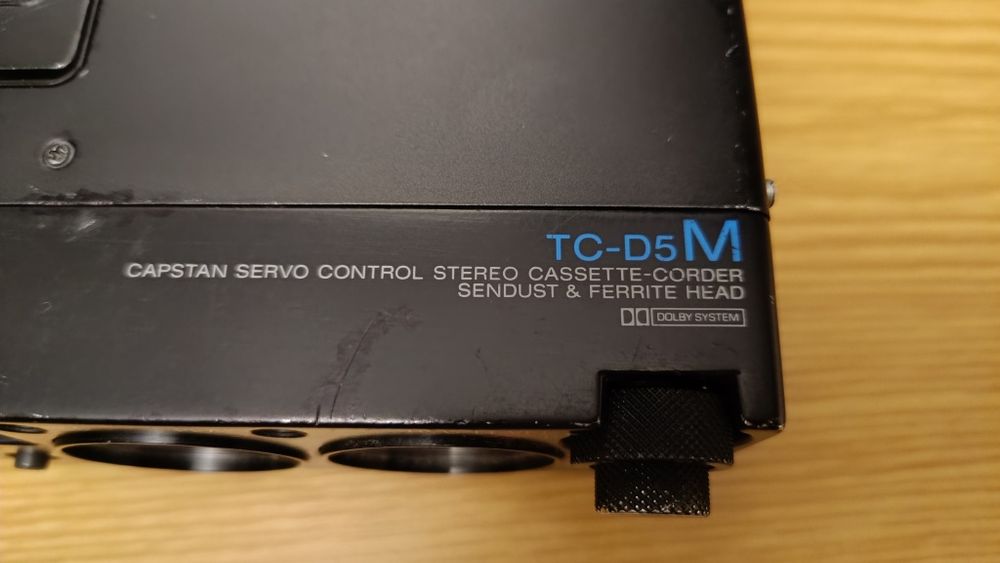 TC-D5M
CAPSTAN SERVO CONTROL STEREO CASSETTE-CORDER
SENDUST & FERRITE HEAD
DOLBY SYSTEM